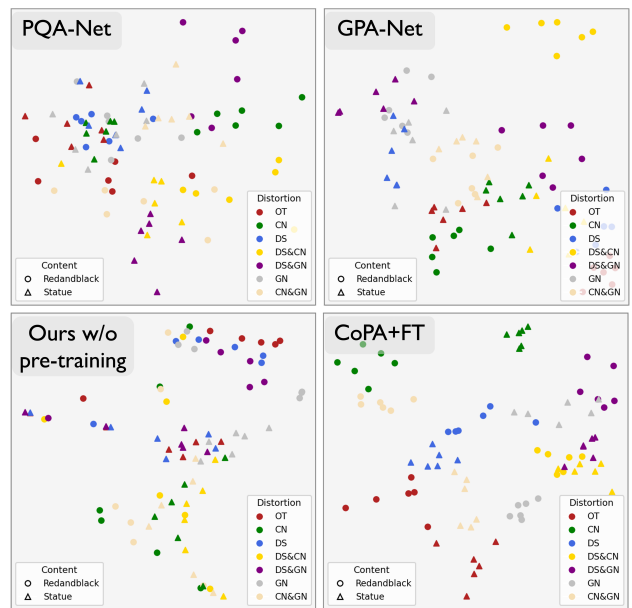 PQA-Net
Distortion
OT
CN
DS
DS&CN
DS&GN
GN
CN&GN
Content
Redandblack
Statue
GPA-Net
Distortion
OT
CN
DS
DS&CN
DS&GN
GN
CN&GN
Content
Redandblack
Statue
Ours w/o
pre-training
Distortion
OT
CN
DS
DS&CN
DS&GN
GN
CN&GN
Content
Redandblack
Statue
CoPA+FT
Distortion
OT
CN
DS
DS&CN
DS&GN
GN
CN&GN
Content
Redandblack
Statue